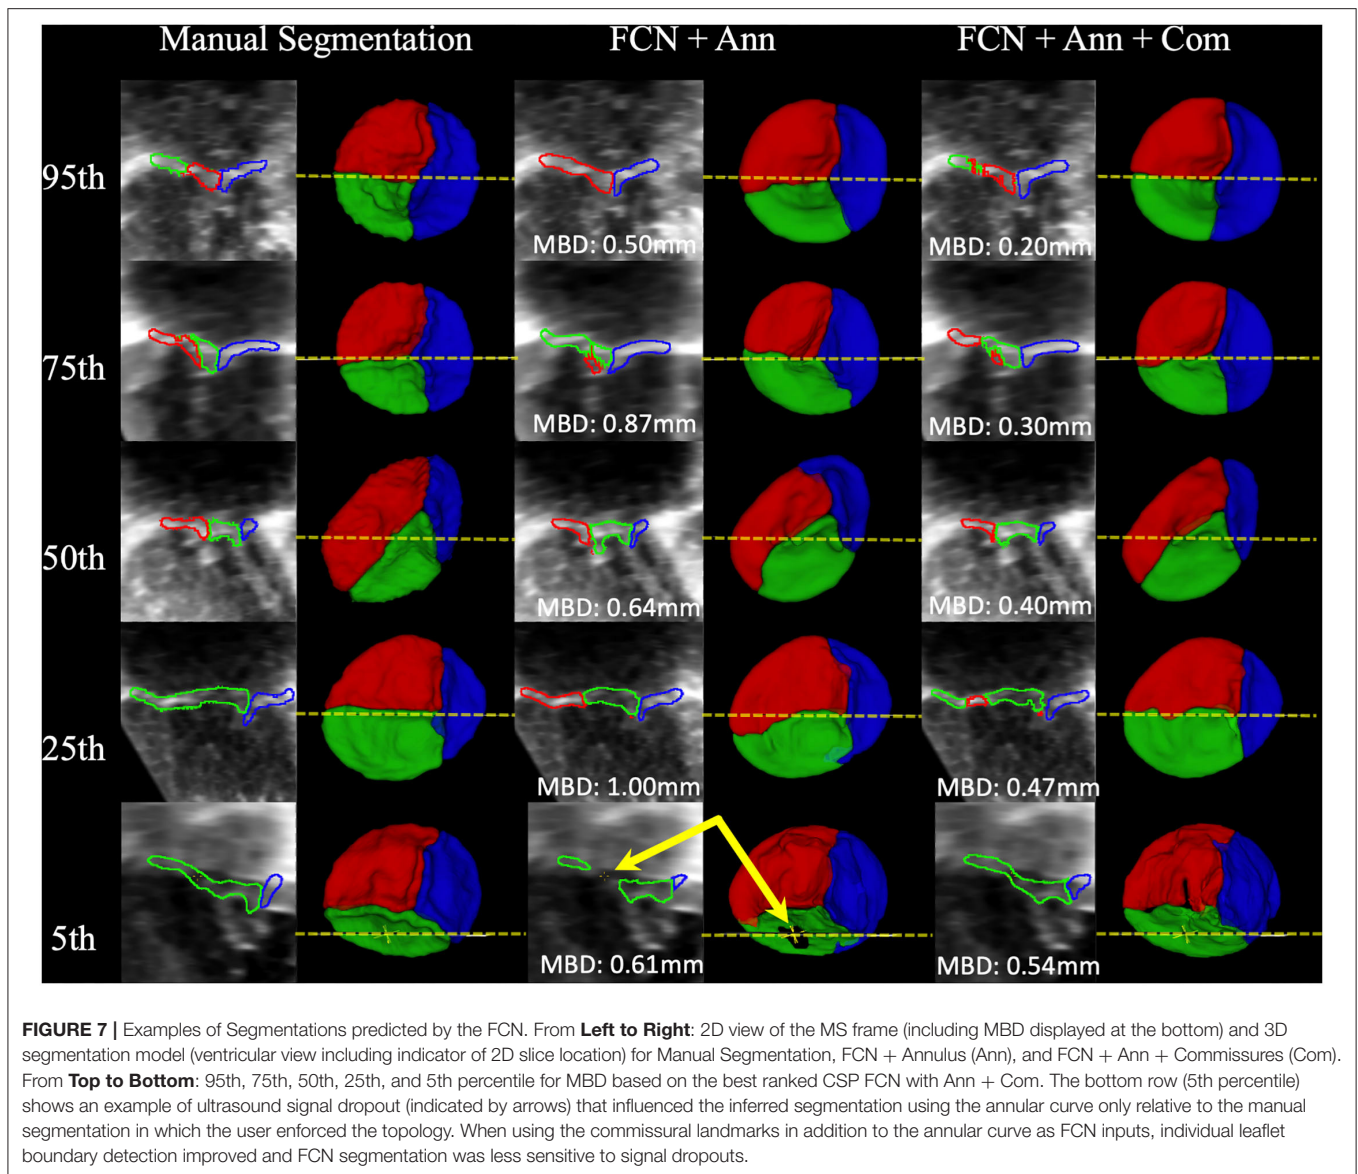 Manual Segmentation FCN + Ann FCN + Ann + Com
95th
MBD: 0.50mm MBD: 0.20mm
75th
MBD: 0.87mm MBD: 0.30mm
50th
MBD: 0.64mm MBD: 0.40mm
25th
MBD: 1.00mm MBD: 0.47mm
5th
MBD: 0.61mm MBD: 0.54mm
FIGURE 7 | Examples of Segmentations predicted by the FCN. From Left to Right: 2D view of the MS frame (including MBD displayed at the bottom) and 3D
segmentation model (ventricular view including indicator of 2D slice location) for Manual Segmentation, FCN + Annulus (Ann), and FCN + Ann + Commissures (Com).
From Top to Bottom: 95th, 75th, 50th, 25th, and 5th percentile for MBD based on the best ranked CSP FCN with Ann + Com. The bottom row (5th percentile)
shows an example of ultrasound signal dropout (indicated by arrows) that influenced the inferred segmentation using the annular curve only relative to the manual
segmentation in which the user enforced the topology. When using the commissural landmarks in addition to the annular curve as FCN inputs, individual leaflet
boundary detection improved and FCN segmentation was less sensitive to signal dropouts.